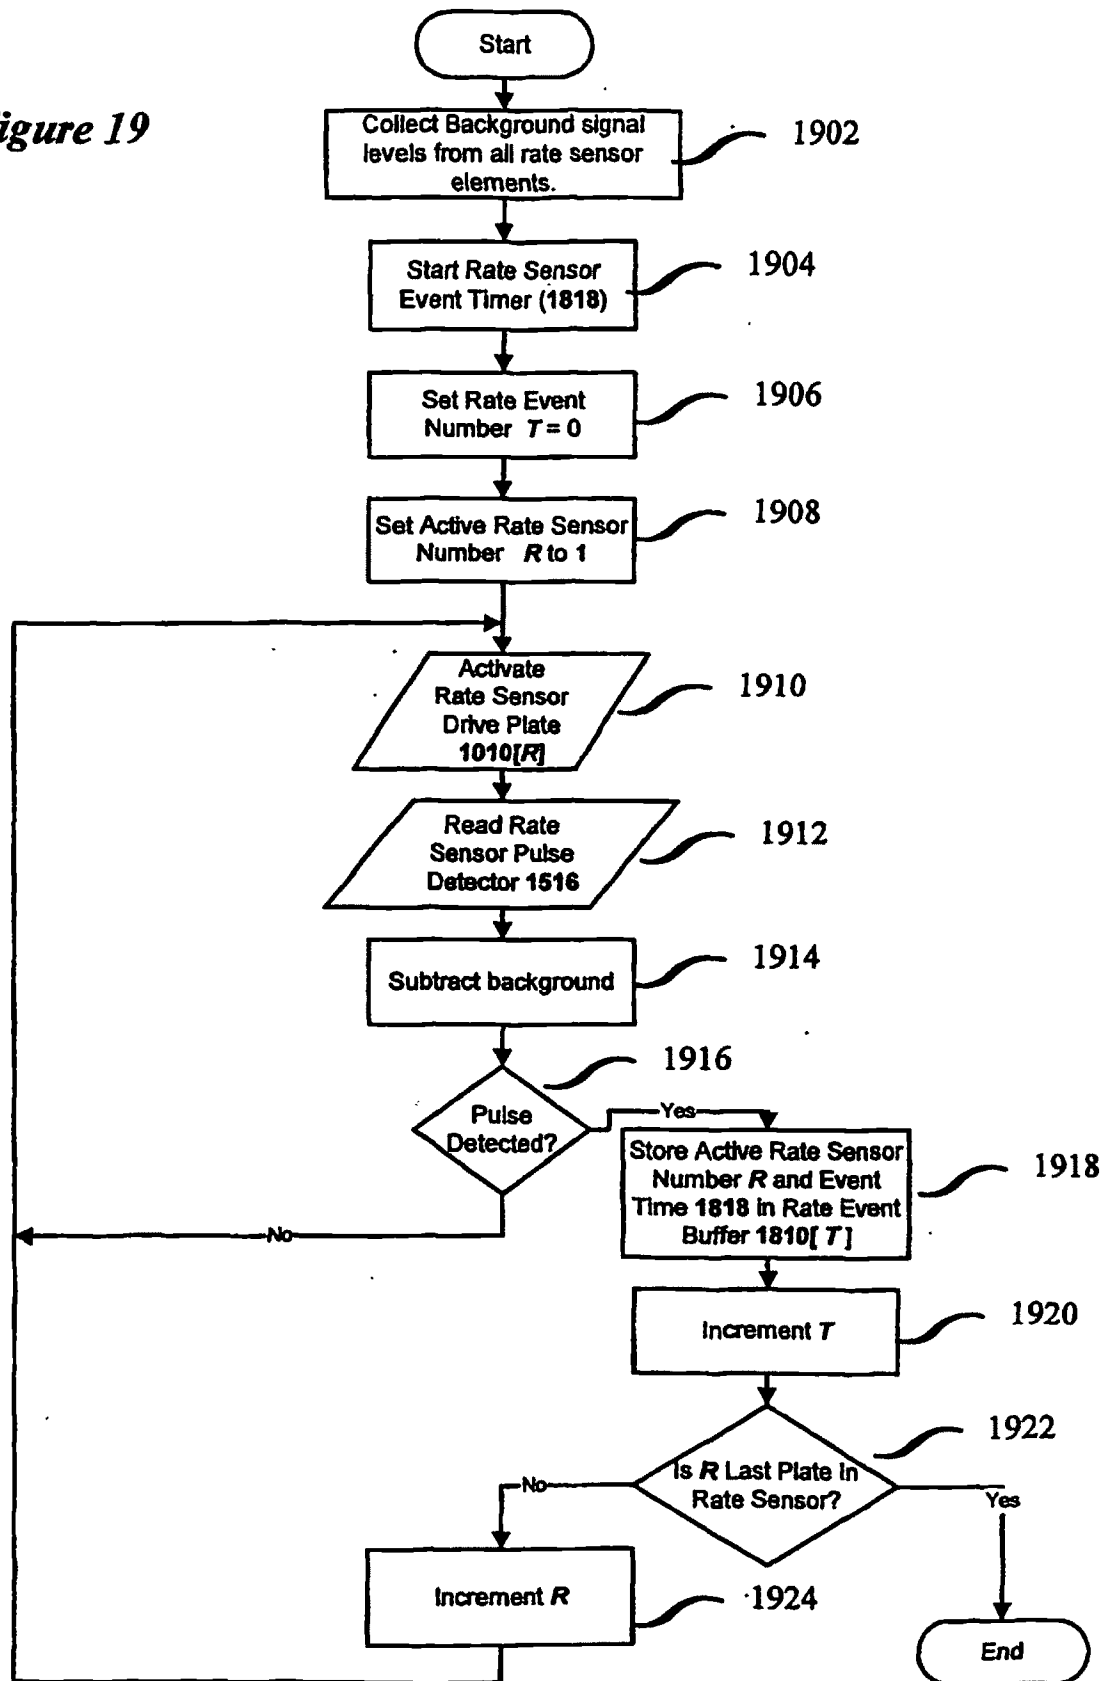 Start
igure 19
Collect Background signal
levels from all rate sensor
elements.
1902
Start Rate Sensor
Event Timer (1818)
1904
Set Rate Event
Number T = 0
1906
Set Active Rate Sensor
Number R to 1
1908
Activate
Rate Sensor
Drive Plate
1010[R]
1910
Read Rate
Sensor Pulse
Detector 1516
1912
Subtract background
1914
1916
Pulse
Detected?
Yes
No
Store Active Rate Sensor
Number R and Event
Time 1818 in Rate Event
Buffer 1810[ T ]
1918
Increment T
1920
1922
Is R Last Plate in
Rate Sensor?
No
Yes
Increment R
1924
End